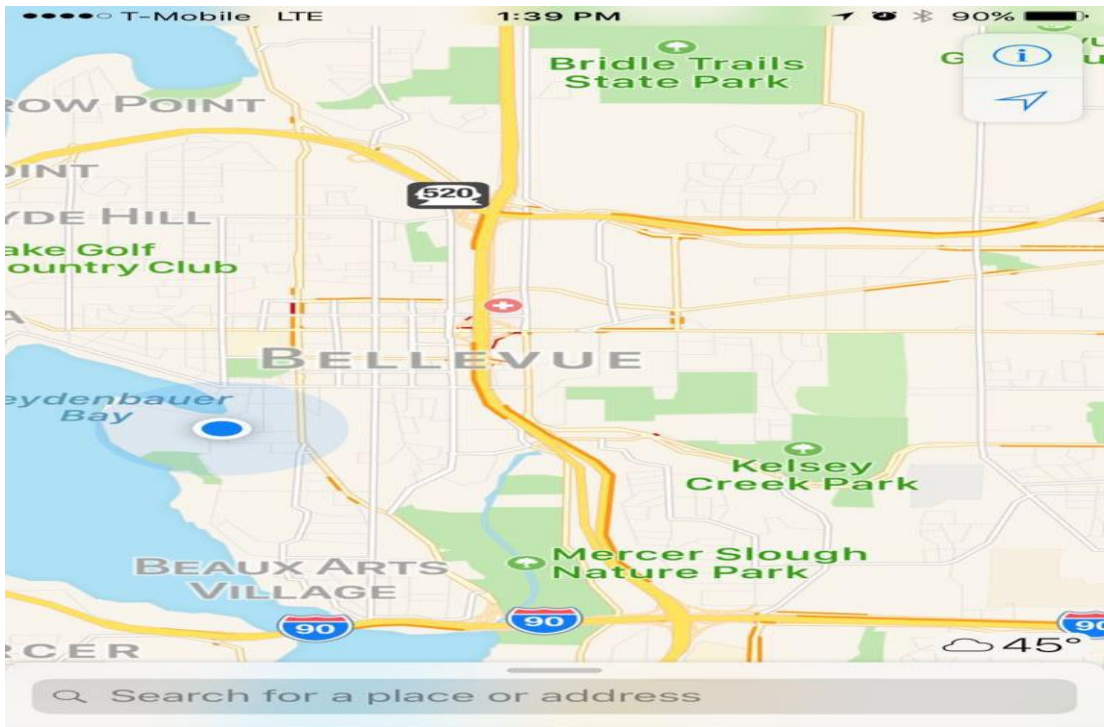 T-Mobile LTE 1:39 PM 90%
Bridle Trails
State Park
ROW POINT
OINT
520
YDE HILL
ake Golf
ountry Club
A
BELLEVUE
eydenbauer
Bay
Kelsey
Creek Park
Mercer Slough
Nature Park
BEAUX ARTS
VILLAGE
90
90
90
RCER
45°
Search for a place or address